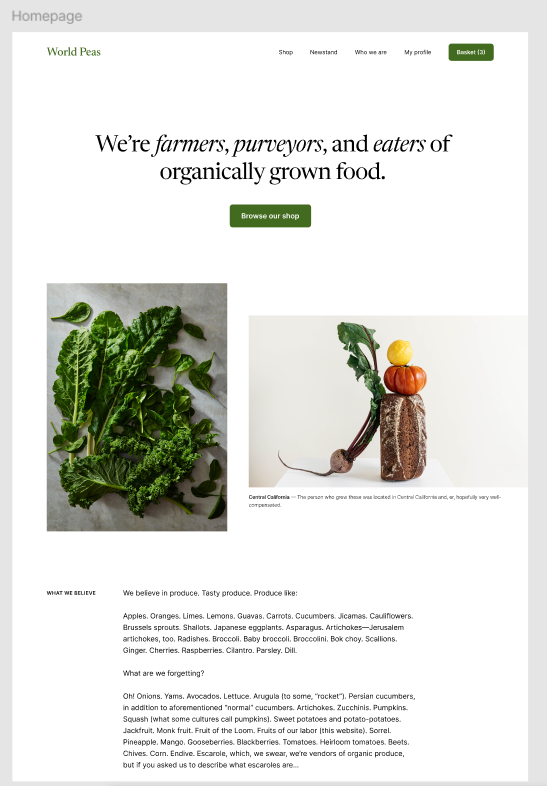 Homepage
World Peas
Shop Newstand Who we are My profile Basket (3)
We're farmers, purveyors, and eaters of
organically grown food.
Browse our shop
Central California — The person who grew these was located in Central California and, er, hopefully very well-
compensated.
WHAT WE BELIEVE
We believe in produce. Tasty produce. Produce like:
Apples. Oranges. Limes. Lemons. Guavas. Carrots. Cucumbers. Jicamas. Cauliflowers.
Brussels sprouts. Shallots. Japanese eggplants. Asparagus. Artichokes—Jerusalem
artichokes, too. Radishes. Broccoli. Baby broccoli. Broccolini. Bok choy. Scallions.
Ginger. Cherries. Raspberries. Cilantro. Parsley. Dill.
What are we forgetting?
Oh! Onions. Yams. Avocados. Lettuce. Arugula (to some, “rocket”). Persian cucumbers,
in addition to aforementioned “normal” cucumbers. Artichokes. Zucchinis. Pumpkins.
Squash (what some cultures call pumpkins). Sweet potatoes and potato-potatoes.
Jackfruit. Monk fruit. Fruit of the Loom. Fruits of our labor (this website). Sorrel.
Pineapple. Mango. Gooseberries. Blackberries. Tomatoes. Heirloom tomatoes. Beets.
Chives. Corn. Endive. Escarole, which, we swear, we're vendors of organic produce,
but if you asked us to describe what escaroles are...